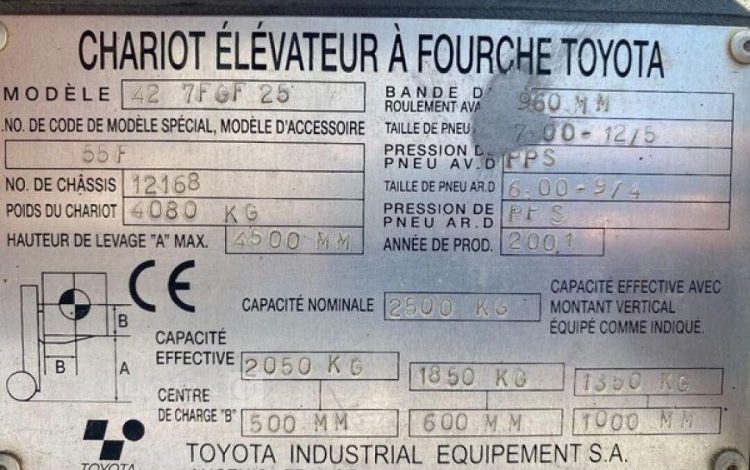 CHARIOT ÉLÉVATEUR À FOURCHE TOYOTA
MODÈLE 42 7FGF 25
.NO. DE CODE DE MODÈLE SPÉCIAL, MODÈLE D'ACCESSOIRE
55F
NO. DE CHÂSSIS 12168
POIDS DU CHARIOT 4080 KG
HAUTEUR DE LEVAGE "A" MAX. 4500 MM
BANDE
ROULEMENT 960 MM
TAILLE DE PNEU 7.00-12/5
PRESSION
PNEU AV.D PPS
TAILLE DE PNEU AR.D 6.00-9/4
PRESSION DE
PNEU AR.D
ANNÉE DE PROD. 2001
B
B A
CE
CAPACITÉ NOMINALE 2500 KG
CAPACITÉ EFFECTIVE AVEC
MONTANT VERTICAL
ÉQUIPÉ COMME INDIQUÉ.
CAPACITÉ
EFFECTIVE 2050 KG 1850 KG 1350 KG
CENTRE
DE CHARGE "B" 500 MM 600 MM 1000 MM
TOYOTA
TOYOTA INDUSTRIAL EQUIPEMENT S.A.